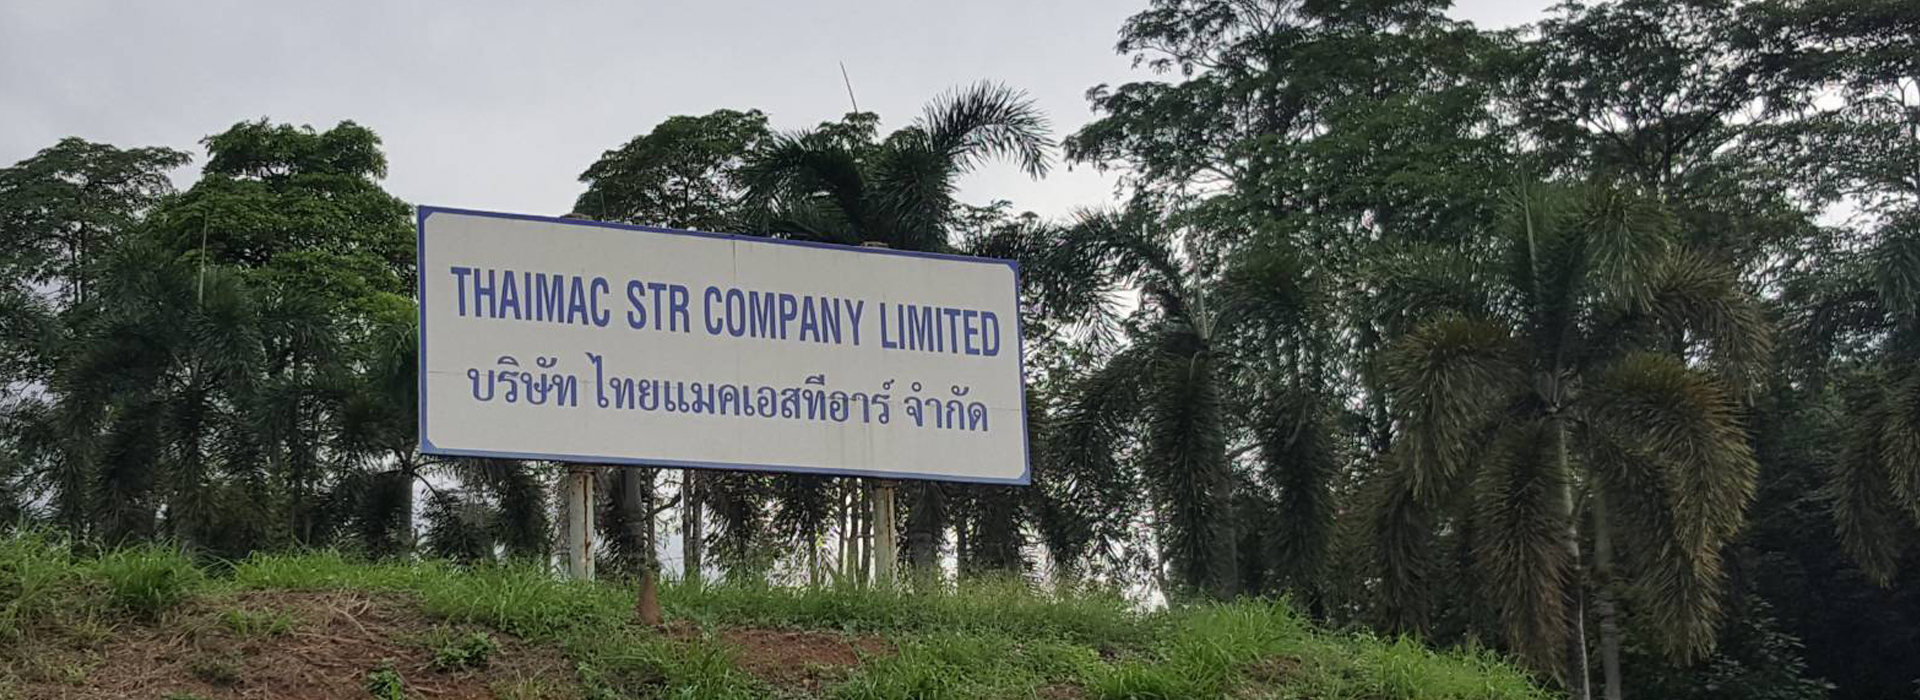 THAIMAC STR COMPANY LIMITED
บริษัท ไทยแมคเอสทีอาร์ จำกัด